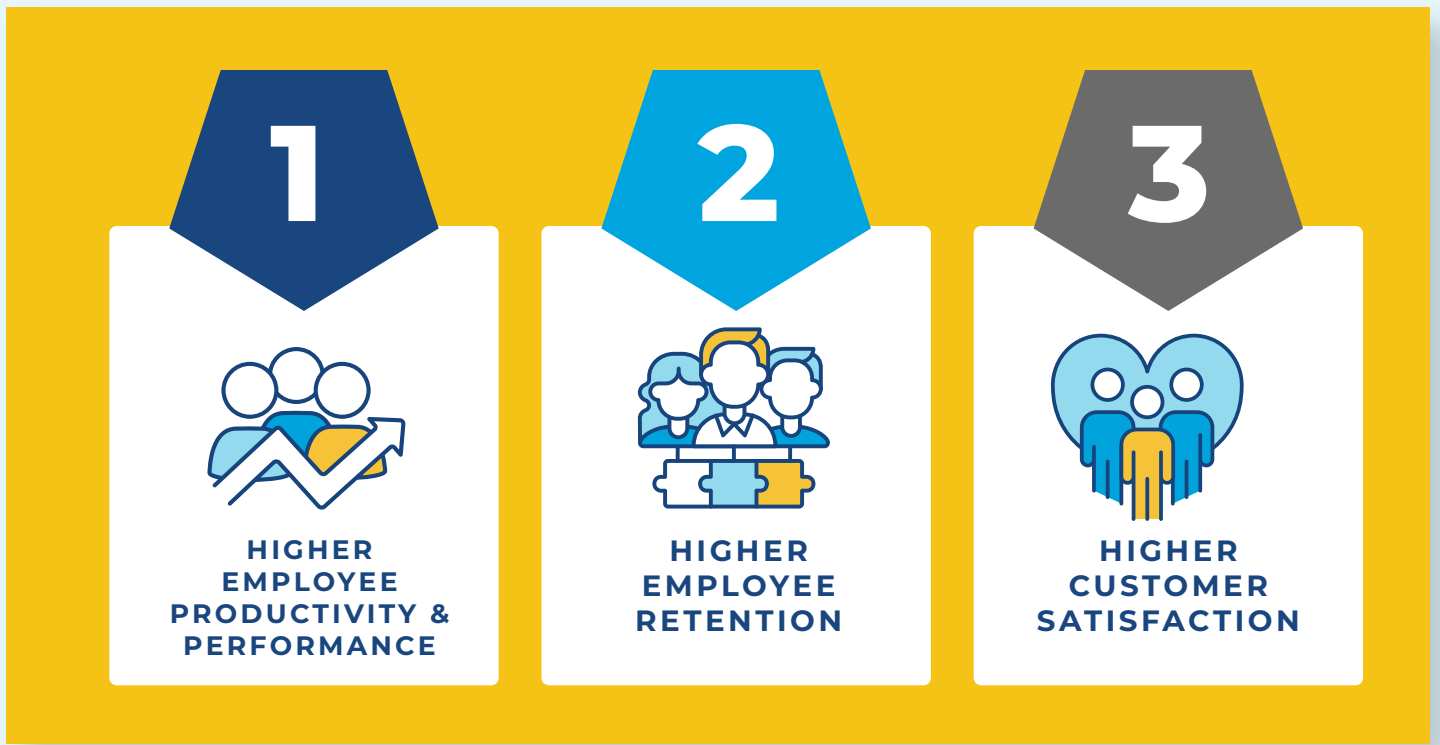 1
HIGHER
EMPLOYEE
PRODUCTIVITY &
PERFORMANCE
2
HIGHER
EMPLOYEE
RETENTION
3
HIGHER
CUSTOMER
SATISFACTION